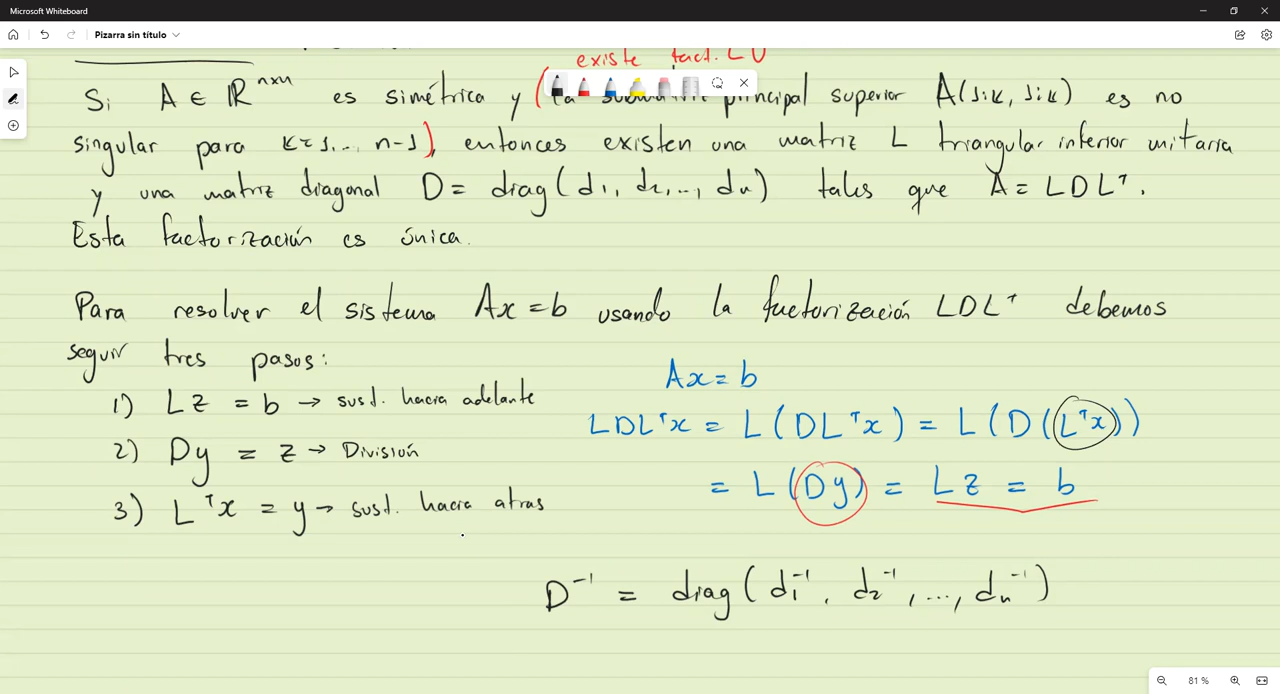 Microsoft Whiteboard
Pizarra sin título
existe fact. LU
Si A ∈ ℝⁿˣⁿ es simétrica y (la principal superior A(1:k, 1:k) es no
singular para k=1,..., n-1), entonces existen una matriz L triangular inferior unitaria
y una matriz diagonal D = diag(d₁, d₂,..., dₙ) tales que A = LDLᵀ.
Esta factorización es única.
Para resolver el sistema Ax = b usando la factorización LDLᵀ debemos
seguir tres pasos:
1) Lz = b → sust. hacia adelante
2) Dy = z → División
3) Lᵀx = y → sust. hacia atras
Ax = b
LDLᵀx = L(DLᵀx) = L(D(Lᵀx))
= L(Dy) = Lz = b
D⁻¹ = diag(d₁⁻¹, d₂⁻¹, ..., dₙ⁻¹)
81 %